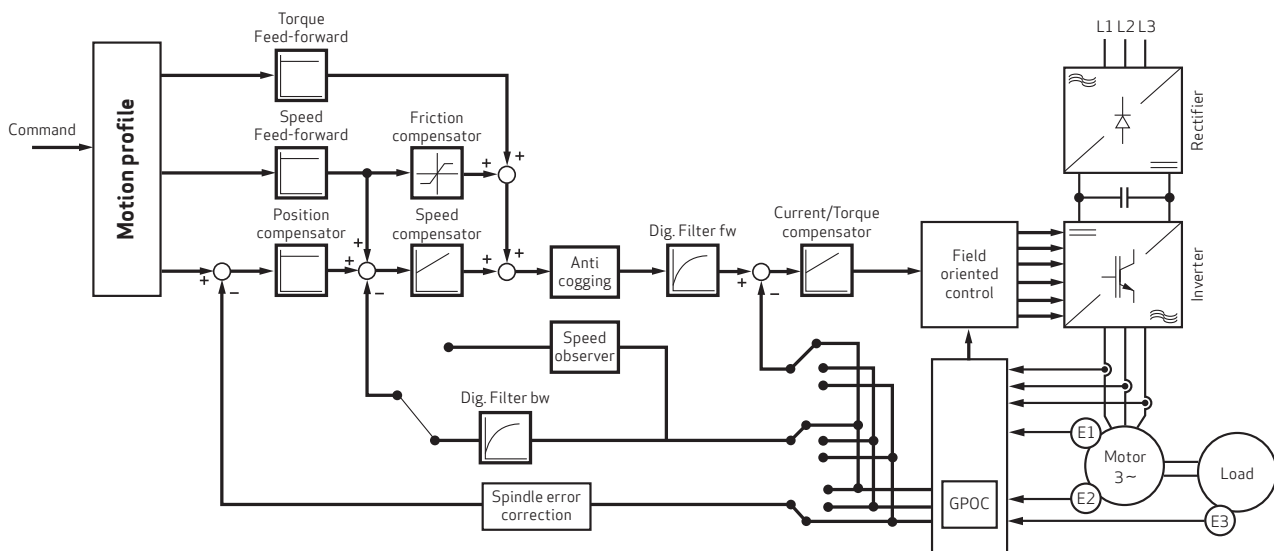 Torque
Feed-forward
L1 L2 L3
Command
Motion profile
Speed
Feed-forward
Friction
compensator
Rectifier
+
+
+
Position
compensator
Speed
compensator
+
+
+
+
+
−
−
Anti
cogging
Dig. Filter fw
+
−
Current/Torque
compensator
Field
oriented
control
Inverter
Speed
observer
Dig. Filter bw
E1
Motor
3~
Load
Spindle error
correction
GPOC
E2
E3